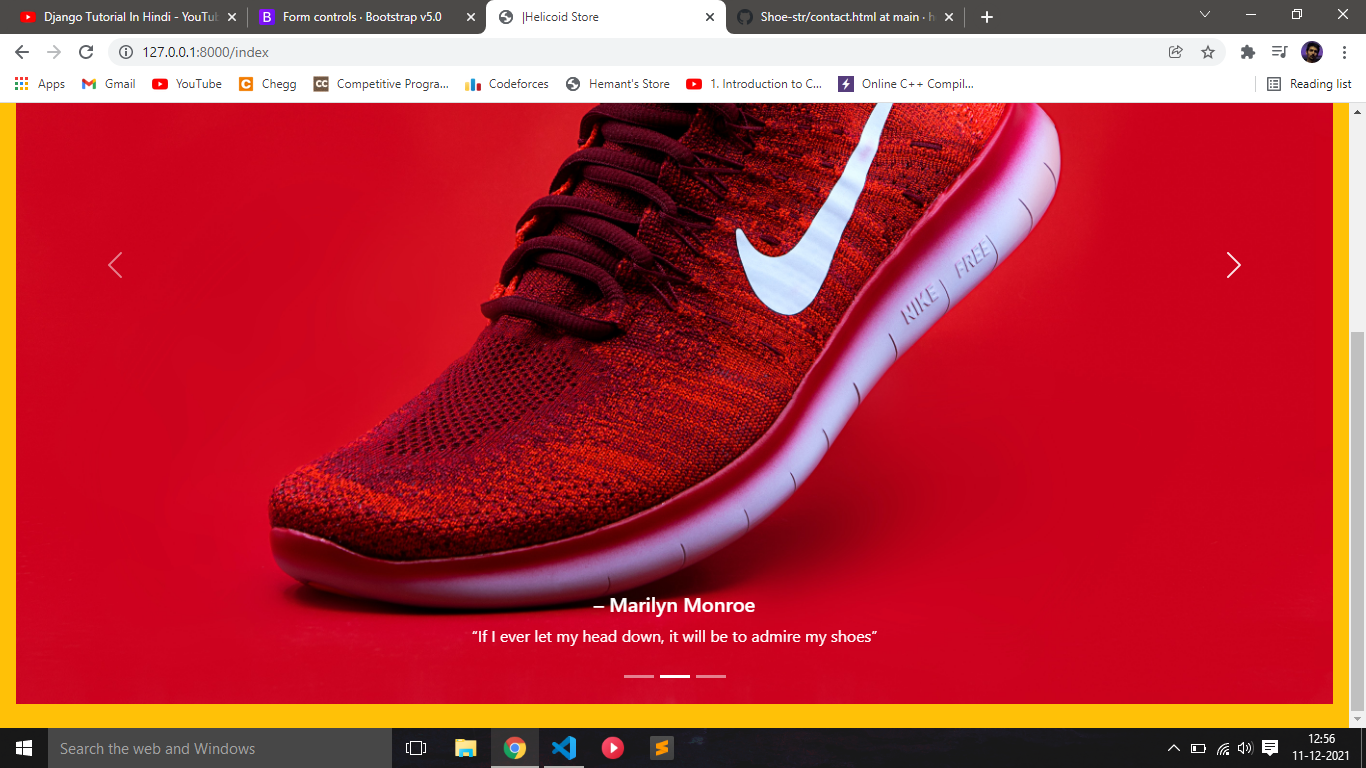 Django Tutorial In Hindi - YouTu
Form controls · Bootstrap v5.0
|Helicoid Store
Shoe-str/contact.html at main · h
127.0.0.1:8000/index
Apps
Gmail
YouTube
Chegg
CC
Competitive Progra...
Codeforces
Hemant's Store
1. Introduction to C...
Online C++ Compil...
Reading list
NIKE FREE
– Marilyn Monroe
“If I ever let my head down, it will be to admire my shoes”
Search the web and Windows
12:56
11-12-2021